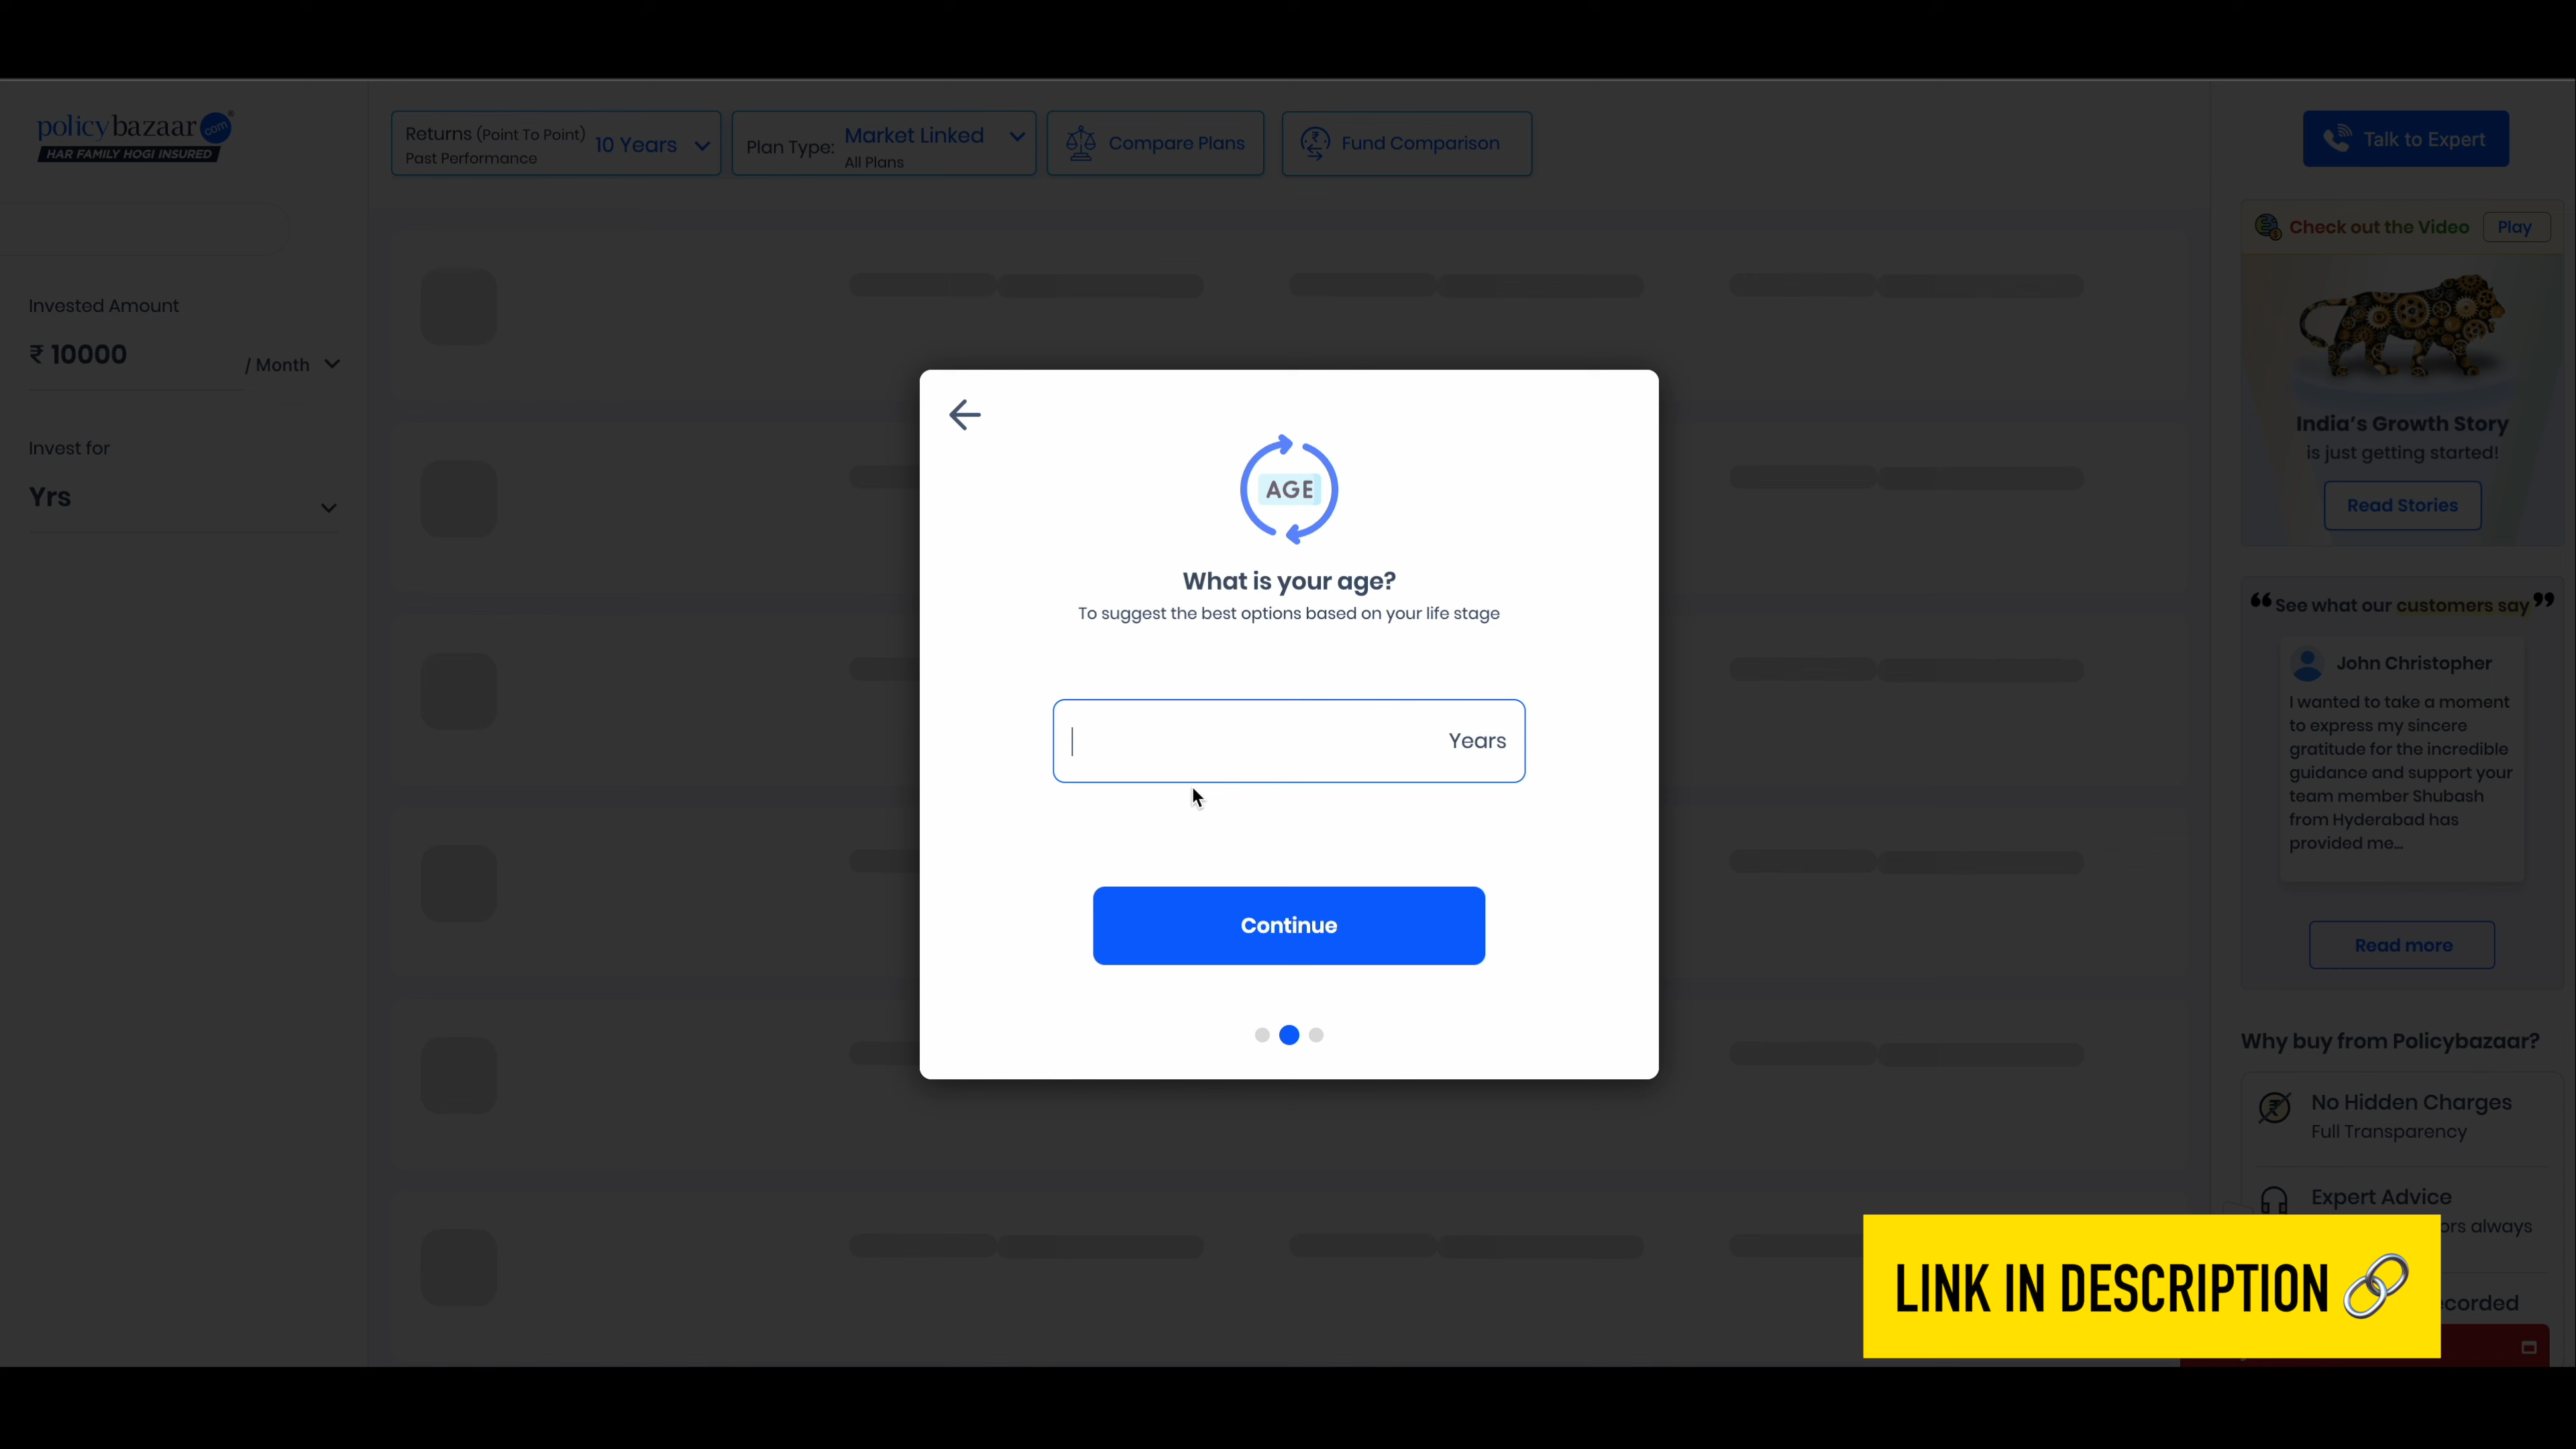 policybazaar com
HAR FAMILY HOGI INSURED
Returns (Point To Point)
Past Performance
10 Years
Plan Type:
Market Linked
All Plans
Compare Plans
Fund Comparison
Talk to Expert
Invested Amount
₹ 10000
/ Month
Invest for
Yrs
AGE
What is your age?
To suggest the best options based on your life stage
Years
Continue
Check out the Video
Play
India's Growth Story
is just getting started!
Read Stories
❝ See what our customers say ❞
John Christopher
I wanted to take a moment
to express my sincere
gratitude for the incredible
guidance and support your
team member Shubash
from Hyderabad has
provided me...
Read more
Why buy from Policybazaar?
No Hidden Charges
Full Transparency
Expert Advice
ors always
corded
LINK IN DESCRIPTION